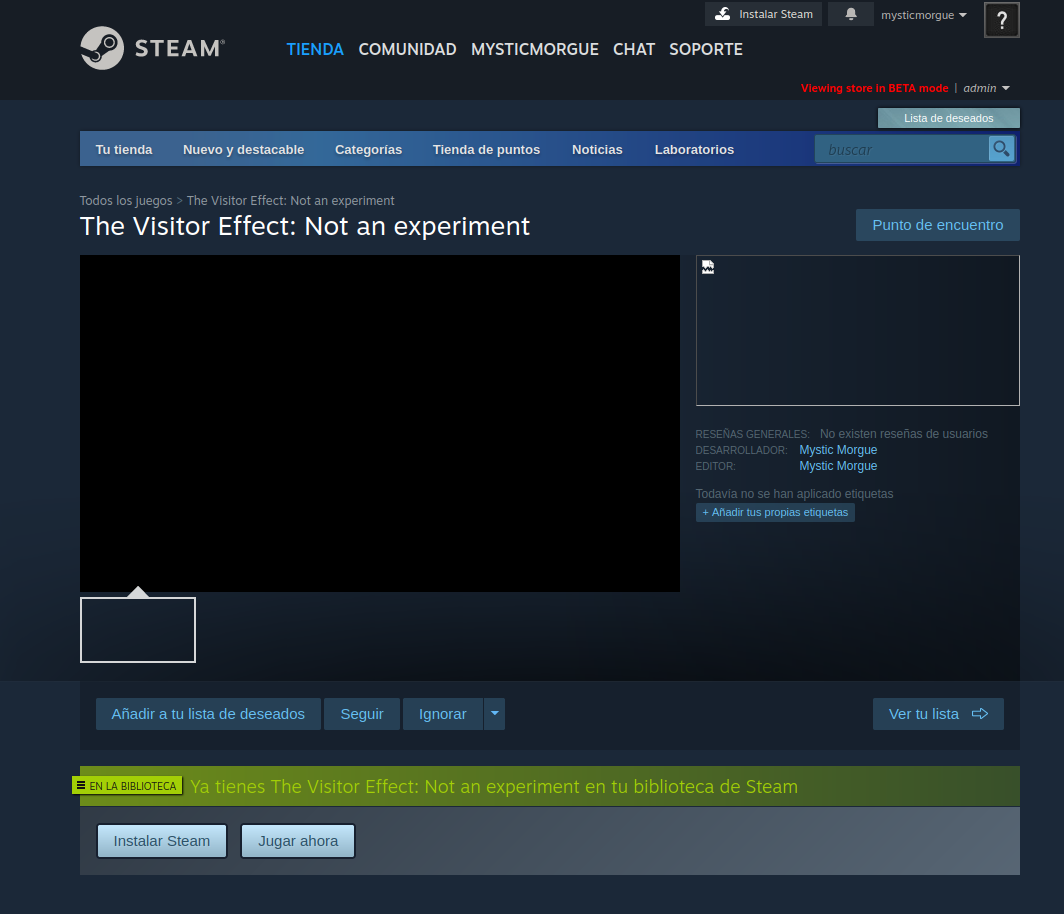 Instalar Steam
mysticmorgue
?
STEAM®
TIENDA COMUNIDAD MYSTICMORGUE CHAT SOPORTE
Viewing store in BETA mode | admin
Lista de deseados
Tu tienda Nuevo y destacable Categorías Tienda de puntos Noticias Laboratorios buscar
Todos los juegos > The Visitor Effect: Not an experiment
The Visitor Effect: Not an experiment
Punto de encuentro
RESEÑAS GENERALES: No existen reseñas de usuarios
DESARROLLADOR: Mystic Morgue
EDITOR: Mystic Morgue
Todavía no se han aplicado etiquetas
+ Añadir tus propias etiquetas
Añadir a tu lista de deseados Seguir Ignorar Ver tu lista
EN LA BIBLIOTECA Ya tienes The Visitor Effect: Not an experiment en tu biblioteca de Steam
Instalar Steam Jugar ahora